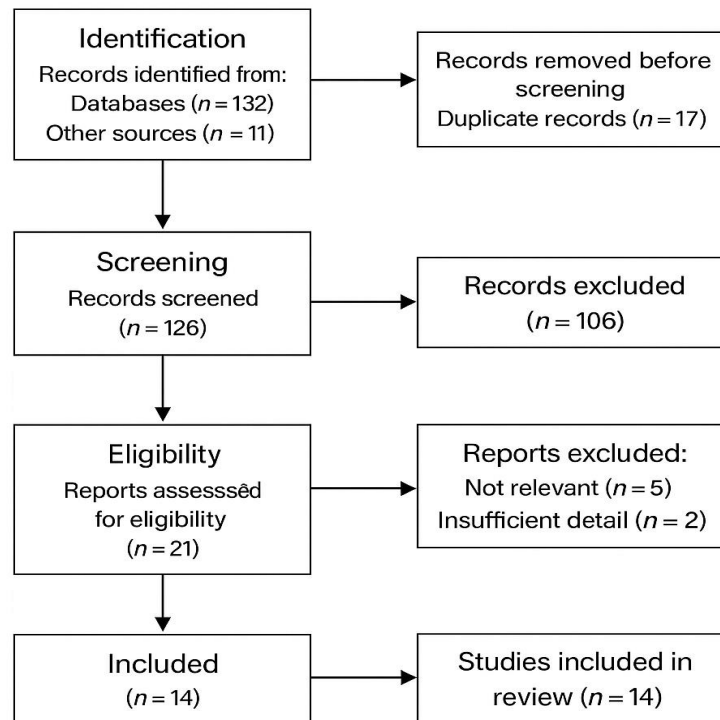 Identification
Records identified from:
Databases (n = 132)
Other sources (n = 11)
Records removed before
screening
Duplicate records (n = 17)
Screening
Records screened
(n = 126)
Records excluded
(n = 106)
Eligibility
Reports assesssêd
for eligibility
(n = 21)
Reports excluded:
Not relevant (n = 5)
Insufficient detail (n = 2)
Included
(n = 14)
Studies included in
review (n = 14)